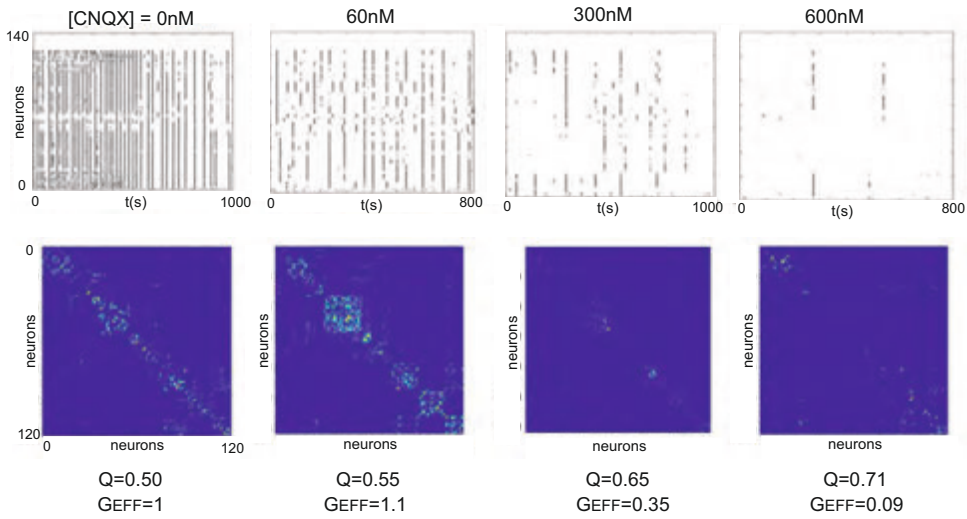 [CNQX] = 0nM 60nM 300nM 600nM
140
neurons
0
0 t(s) 1000
0 t(s) 800
0 t(s) 1000
0 t(s) 800
0
neurons
120
0 neurons 120
neurons
neurons
neurons
neurons
neurons
neurons
Q=0.50 Q=0.55 Q=0.65 Q=0.71
GEFF=1 GEFF=1.1 GEFF=0.35 GEFF=0.09